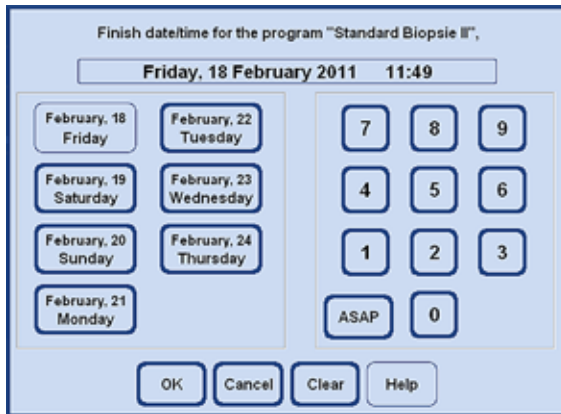 Finish date/time for the program "Standard Biopsie II",
Friday, 18 February 2011 11:49
February, 18
Friday
February, 22
Tuesday
February, 19
Saturday
February, 23
Wednesday
February, 20
Sunday
February, 24
Thursday
February, 21
Monday
7 8 9
4 5 6
1 2 3
ASAP 0
OK Cancel Clear Help